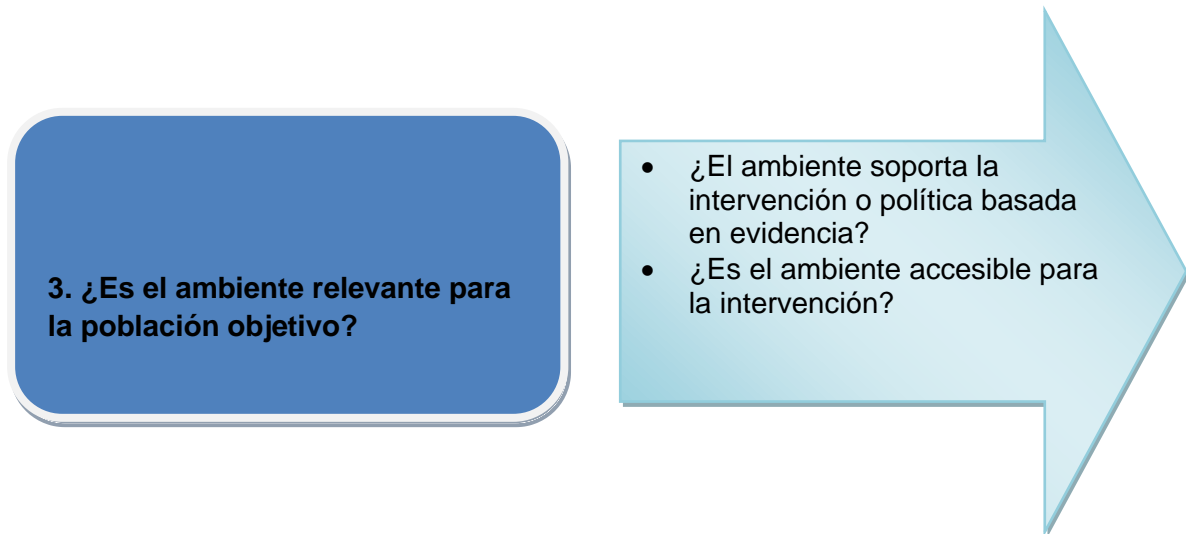 3. ¿Es el ambiente relevante para
la población objetivo?
• ¿El ambiente soporta la
intervención o política basada
en evidencia?
• ¿Es el ambiente accesible para
la intervención?